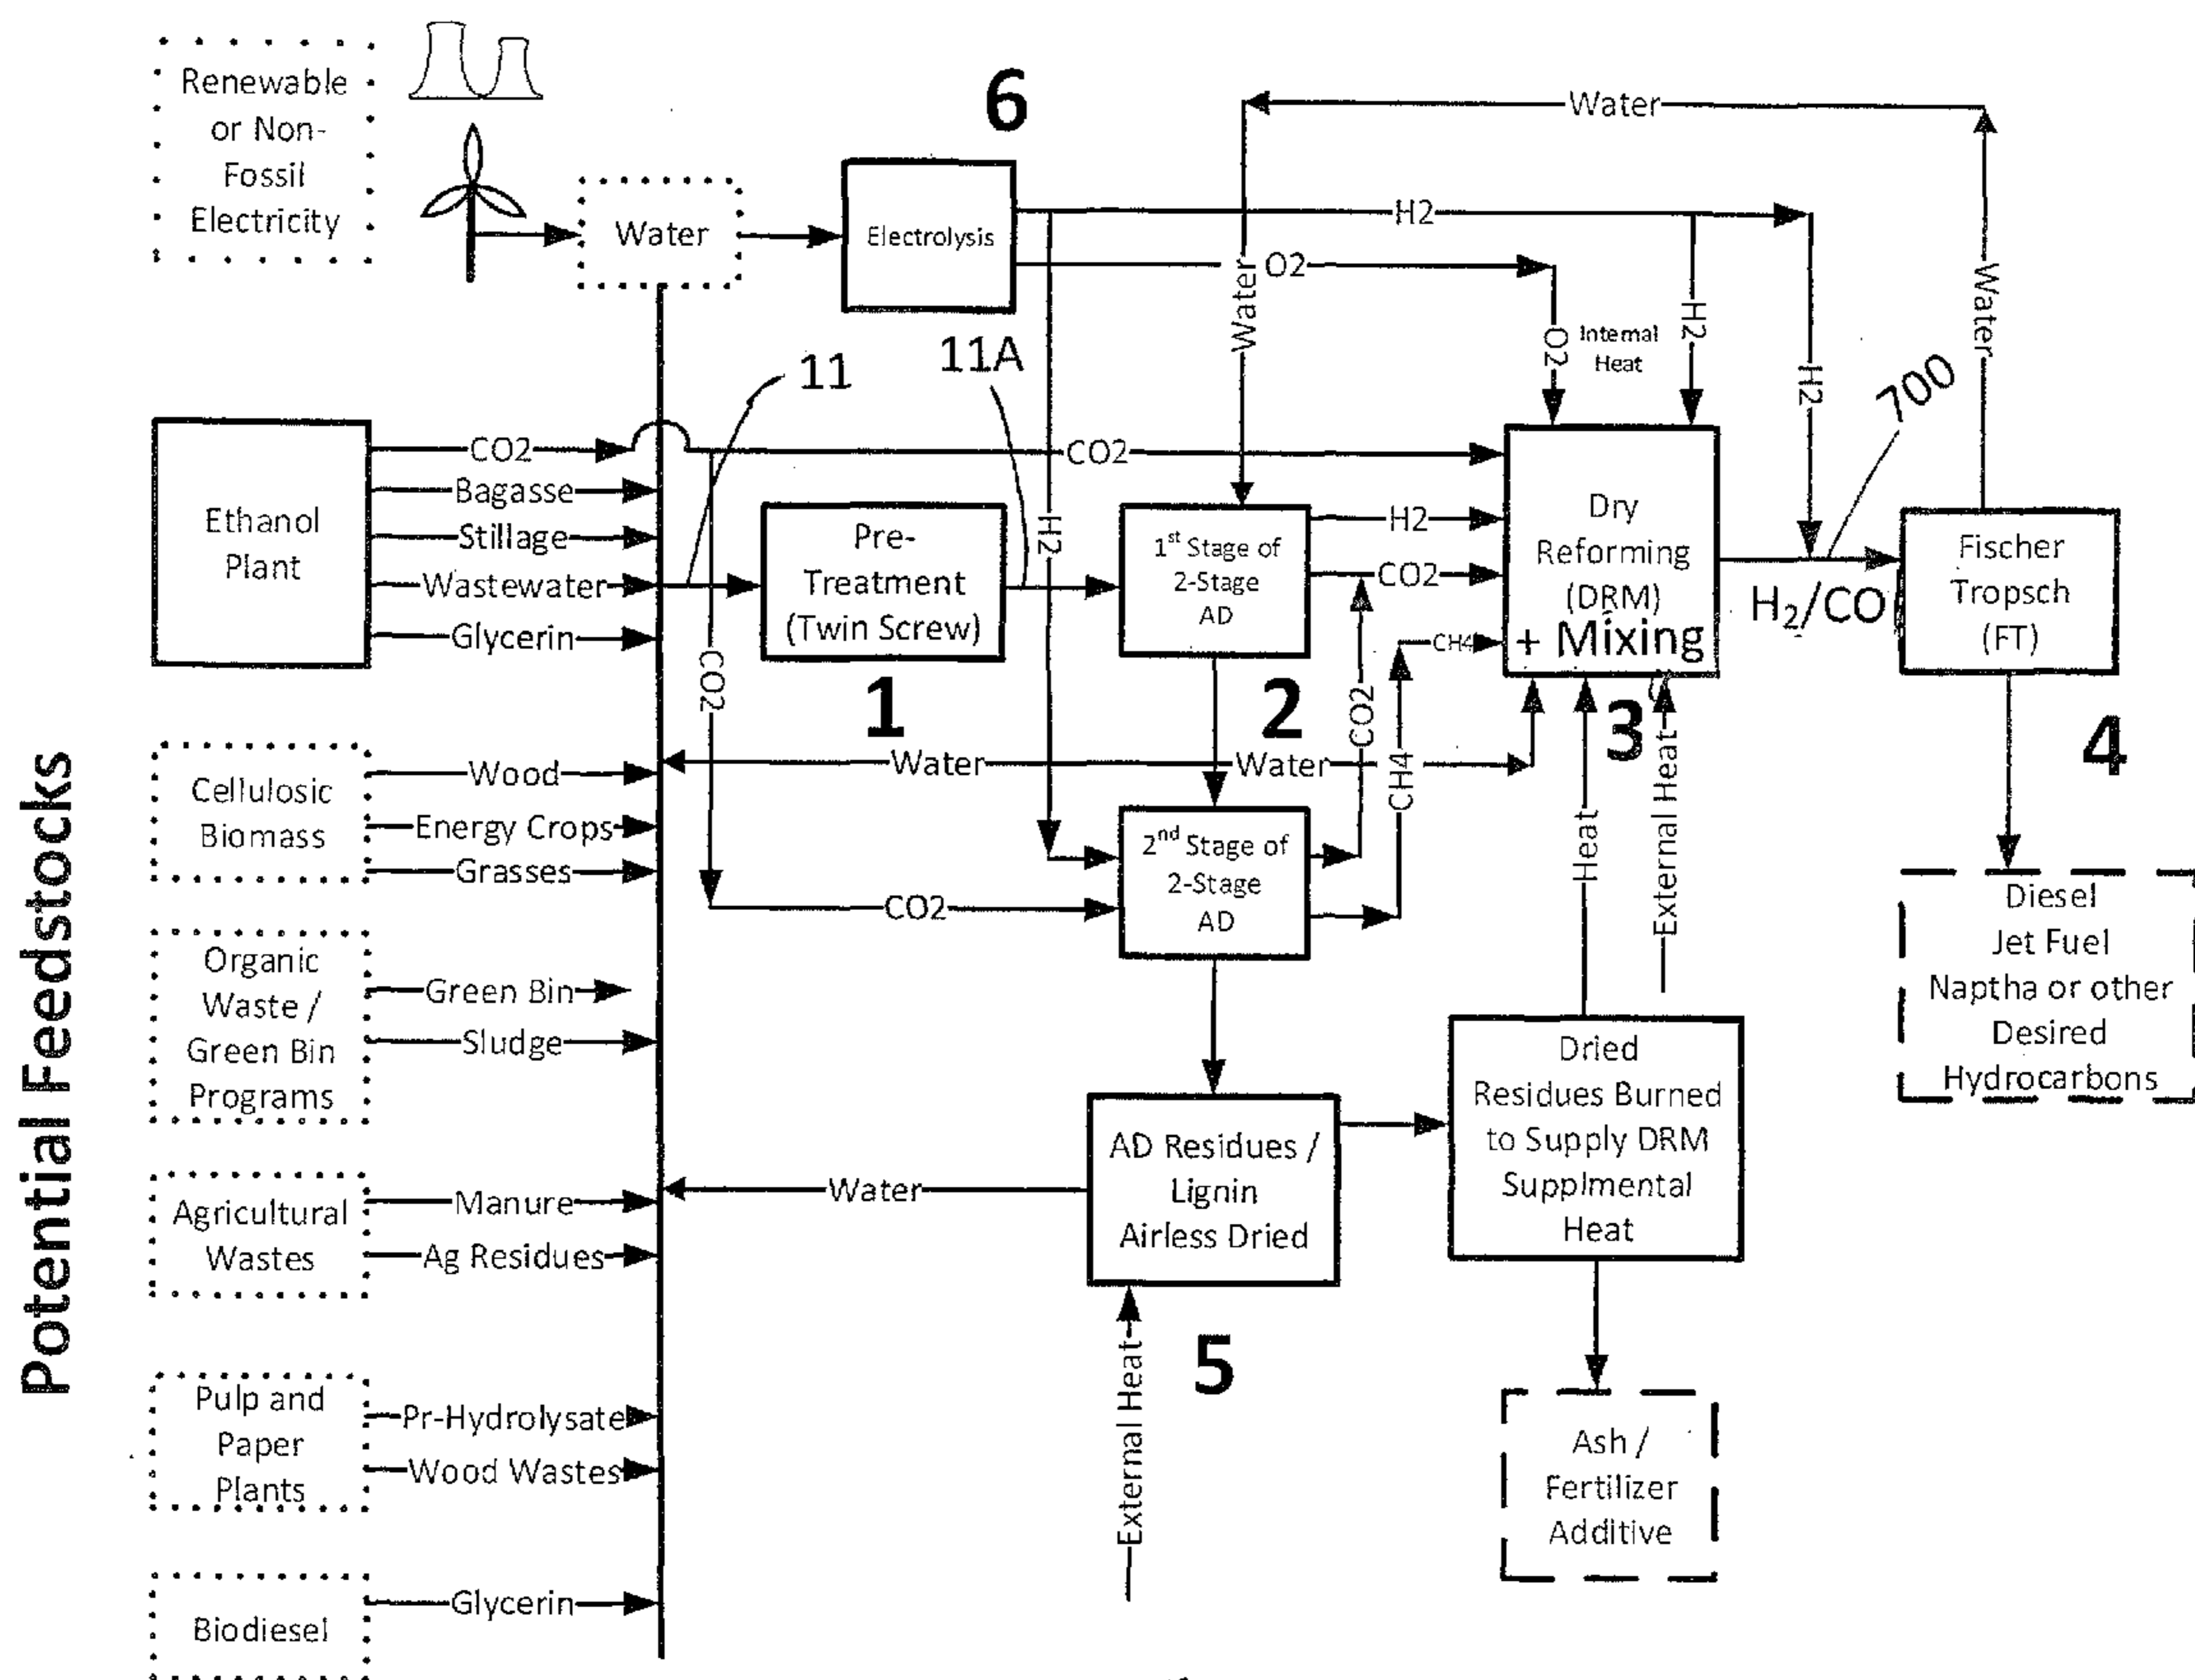 Potential Feedstocks
Renewable
or Non-
Fossil
Electricity
Water
6
Electrolysis
H2
O2
Water
Water
Water
H2
O2
Internal
Heat
H2
H2
11
11A
700
Ethanol
Plant
CO2
Bagasse
Stillage
Wastewater
Glycerin
CO2
CO2
Pre-
Treatment
(Twin Screw)
1
1st Stage of
2-Stage
AD
2
H2
CO2
CH4
Dry
Reforming
(DRM)
+ Mixing
3
H2/CO
Fischer
Tropsch
(FT)
4
Water
Water
CO2
CH4
Heat
External Heat
Cellulosic
Biomass
Wood
Energy Crops
Grasses
CO2
2nd Stage of
2-Stage
AD
Diesel
Jet Fuel
Naptha or other
Desired
Hydrocarbons
Organic
Waste /
Green Bin
Programs
Green Bin
Sludge
Dried
Residues Burned
to Supply DRM
Supplmental
Heat
AD Residues /
Lignin
Airless Dried
Water
5
External Heat
Agricultural
Wastes
Manure
Ag Residues
Pulp and
Paper
Plants
Pr-Hydrolysate
Wood Wastes
Ash /
Fertilizer
Additive
Biodiesel
Glycerin